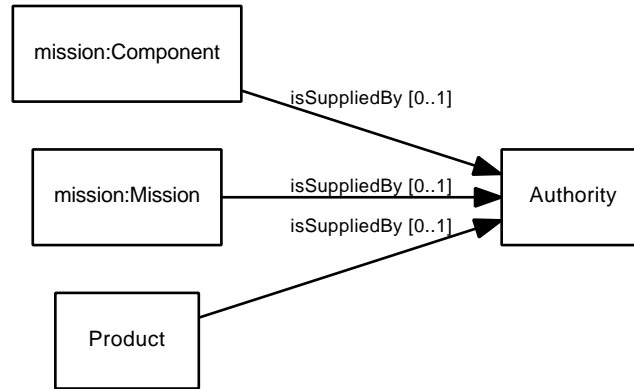 mission:Component
isSuppliedBy [0..1]
mission:Mission
isSuppliedBy [0..1]
Authority
isSuppliedBy [0..1]
Product